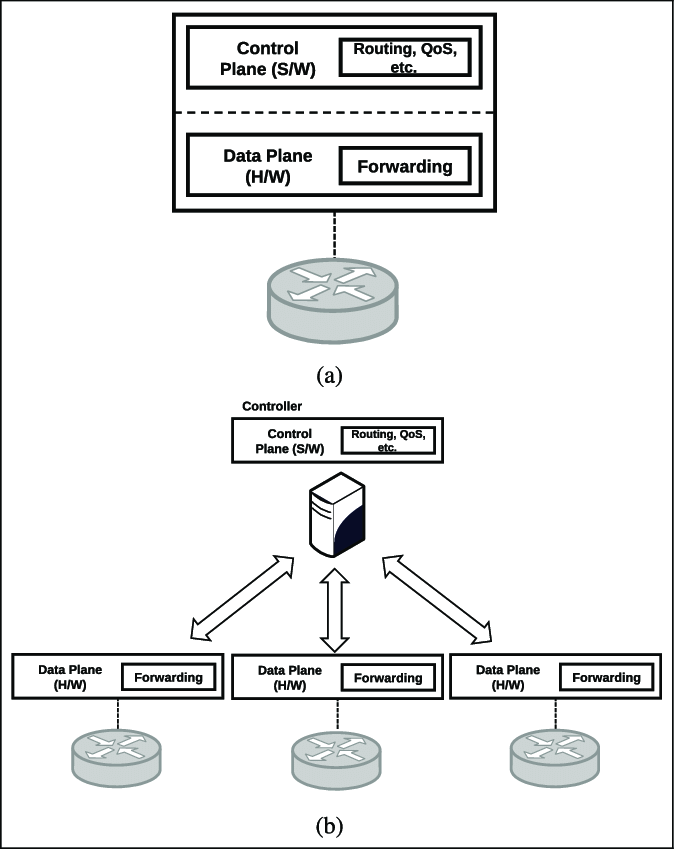 Control
Plane (S/W)
Routing, QoS,
etc.
Data Plane
(H/W)
Forwarding
(a)
Controller
Control
Plane (S/W)
Routing, QoS,
etc.
Data Plane
(H/W)
Forwarding
Data Plane
(H/W)
Forwarding
Data Plane
(H/W)
Forwarding
(b)